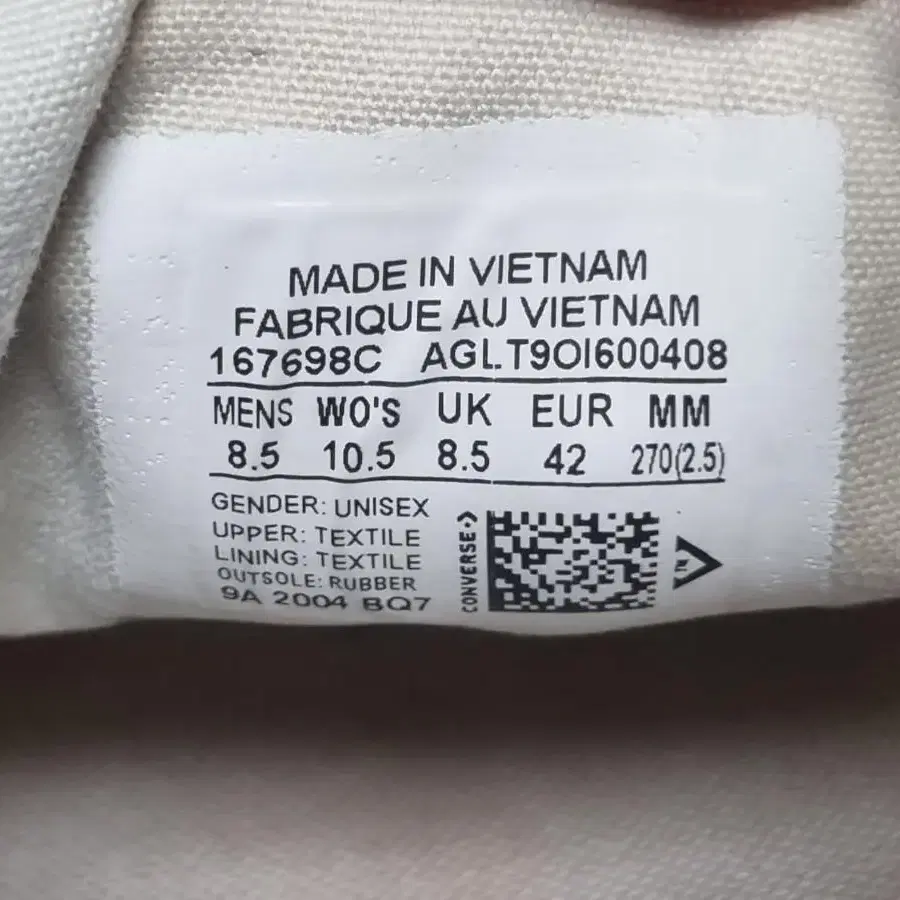 MADE IN VIETNAM
FABRIQUE AU VIETNAM
167698C AGL.T9OI600408
MENS WO'S UK EUR MM
8.5 10.5 8.5 42 270(2.5)
GENDER: UNISEX
UPPER: TEXTILE
LINING: TEXTILE
OUTSOLE: RUBBER
9A 2004 BQ7
CONVERSE
TM